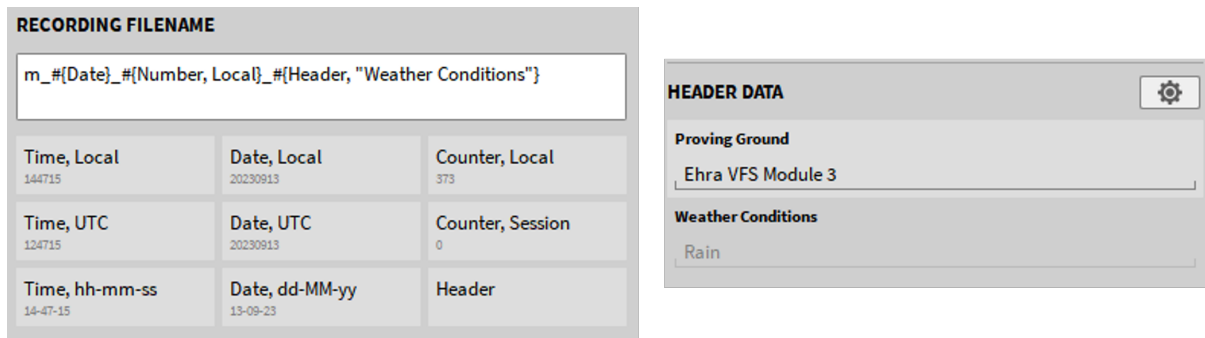 RECORDING FILENAME
m_#{Date}_#{Number, Local}_#{Header, "Weather Conditions"}
Time, Local
144715
Date, Local
20230913
Counter, Local
373
Time, UTC
124715
Date, UTC
20230913
Counter, Session
0
Time, hh-mm-ss
14-47-15
Date, dd-MM-yy
13-09-23
Header
HEADER DATA
Proving Ground
Ehra VFS Module 3
Weather Conditions
Rain